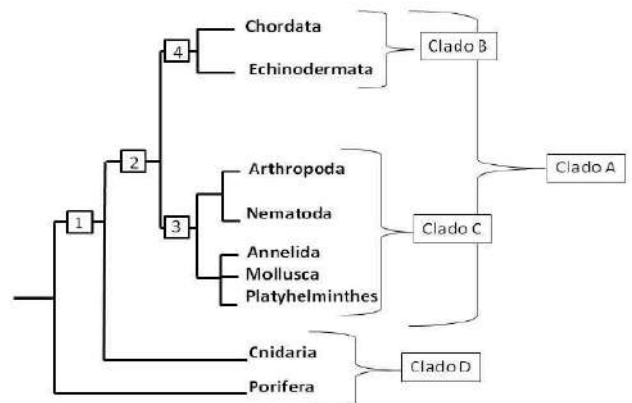 Chordata
4
Clado B
Echinodermata
2
Arthropoda
Clado A
Nematoda
1
3
Clado C
Annelida
Mollusca
Platyhelminthes
Cnidaria
Clado D
Porifera